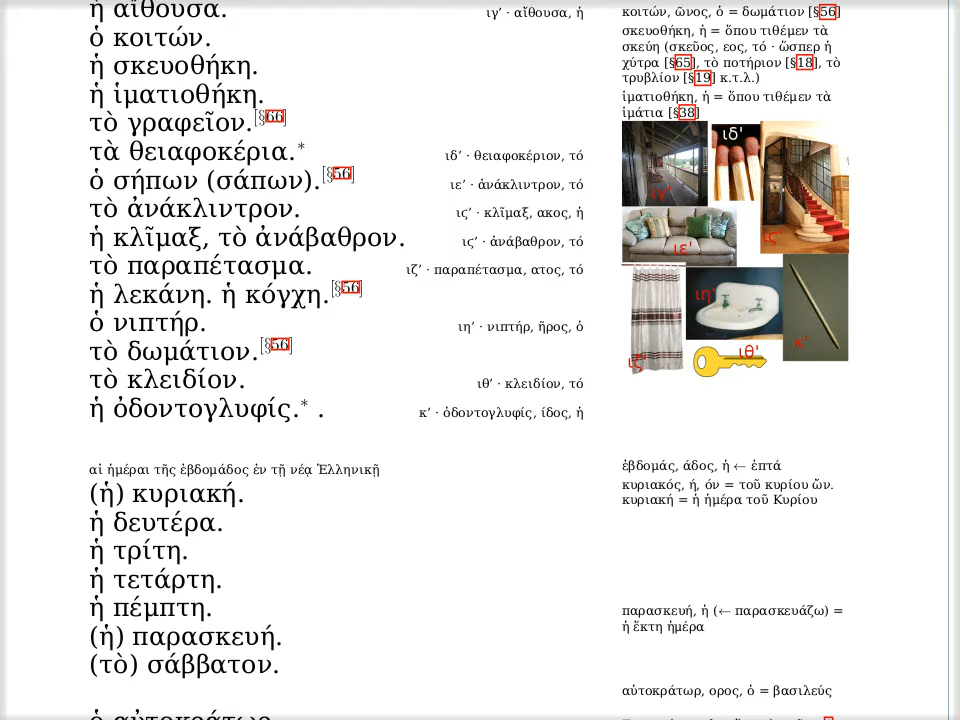 ἡ αἴθουσα.
ιγ’ · αἴθουσα, ἡ
ὁ κοιτών.
ἡ σκευοθήκη.
ἡ ἱματιοθήκη.
τὸ γραφεῖον.[§66]
τὰ θειαφοκέρια.*
ιδ’ · θειαφοκέριον, τό
ὁ σήπων (σάπων).[§56]
ιε’ · ἀνάκλιντρον, τό
τὸ ἀνάκλιντρον.
ις’ · κλῖμαξ, ακος, ἡ
ἡ κλῖμαξ, τὸ ἀνάβαθρον.
ις’ · ἀνάβαθρον, τό
τὸ παραπέτασμα.
ιζ’ · παραπέτασμα, ατος, τό
ἡ λεκάνη. ἡ κόγχη.[§56]
ὁ νιπτήρ.
ιη’ · νιπτήρ, ῆρος, ὁ
τὸ δωμάτιον.[§56]
τὸ κλειδίον.
ιθ’ · κλειδίον, τό
ἡ ὀδοντογλυφίς.* .
κ’ · ὀδοντογλυφίς, ίδος, ἡ
κοιτών, ῶνος, ὁ = δωμάτιον [§56]
σκευοθήκη, ἡ = ὅπου τιθέμεν τὰ
σκεύη (σκεῦος, εος, τό · ὥσπερ ἡ
χύτρα [§65], τὸ ποτήριον [§18], τὸ
τρυβλίον [§19] κ.τ.λ.)
ἱματιοθήκη, ἡ = ὅπου τιθέμεν τὰ
ἱμάτια [§38]
ιγ'
ιδ'
ις'
ιε'
ιζ'
ιη'
ιθ'
κ'
αἱ ἡμέραι τῆς ἑβδομάδος ἐν τῇ νέᾳ Ἑλληνικῇ
(ἡ) κυριακή.
ἡ δευτέρα.
ἡ τρίτη.
ἡ τετάρτη.
ἡ πέμπτη.
(ἡ) παρασκευή.
(τὸ) σάββατον.
ὁ αὐτοκράτωρ
ἑβδομάς, άδος, ἡ ← ἑπτά
κυριακός, ή, όν = τοῦ κυρίου ὤν.
κυριακή = ἡ ἡμέρα τοῦ Κυρίου
παρασκευή, ἡ (← παρασκευάζω) =
ἡ ἕκτη ἡμέρα
αὐτοκράτωρ, ορος, ὁ = βασιλεύς